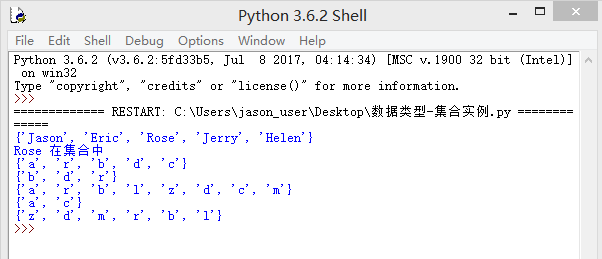 Python 3.6.2 Shell
File Edit Shell Debug Options Window Help
Python 3.6.2 (v3.6.2:5fd33b5, Jul  8 2017, 04:14:34) [MSC v.1900 32 bit (Intel)]
 on win32
Type "copyright", "credits" or "license()" for more information.
>>>
============= RESTART: C:\Users\jason_user\Desktop\数据类型-集合实例.py =========
====
{'Jason', 'Eric', 'Rose', 'Jerry', 'Helen'}
Rose 在集合中
{'a', 'r', 'b', 'd', 'c'}
{'b', 'd', 'r'}
{'a', 'r', 'b', 'l', 'z', 'd', 'c', 'm'}
{'a', 'c'}
{'z', 'd', 'm', 'r', 'b', 'l'}
>>>